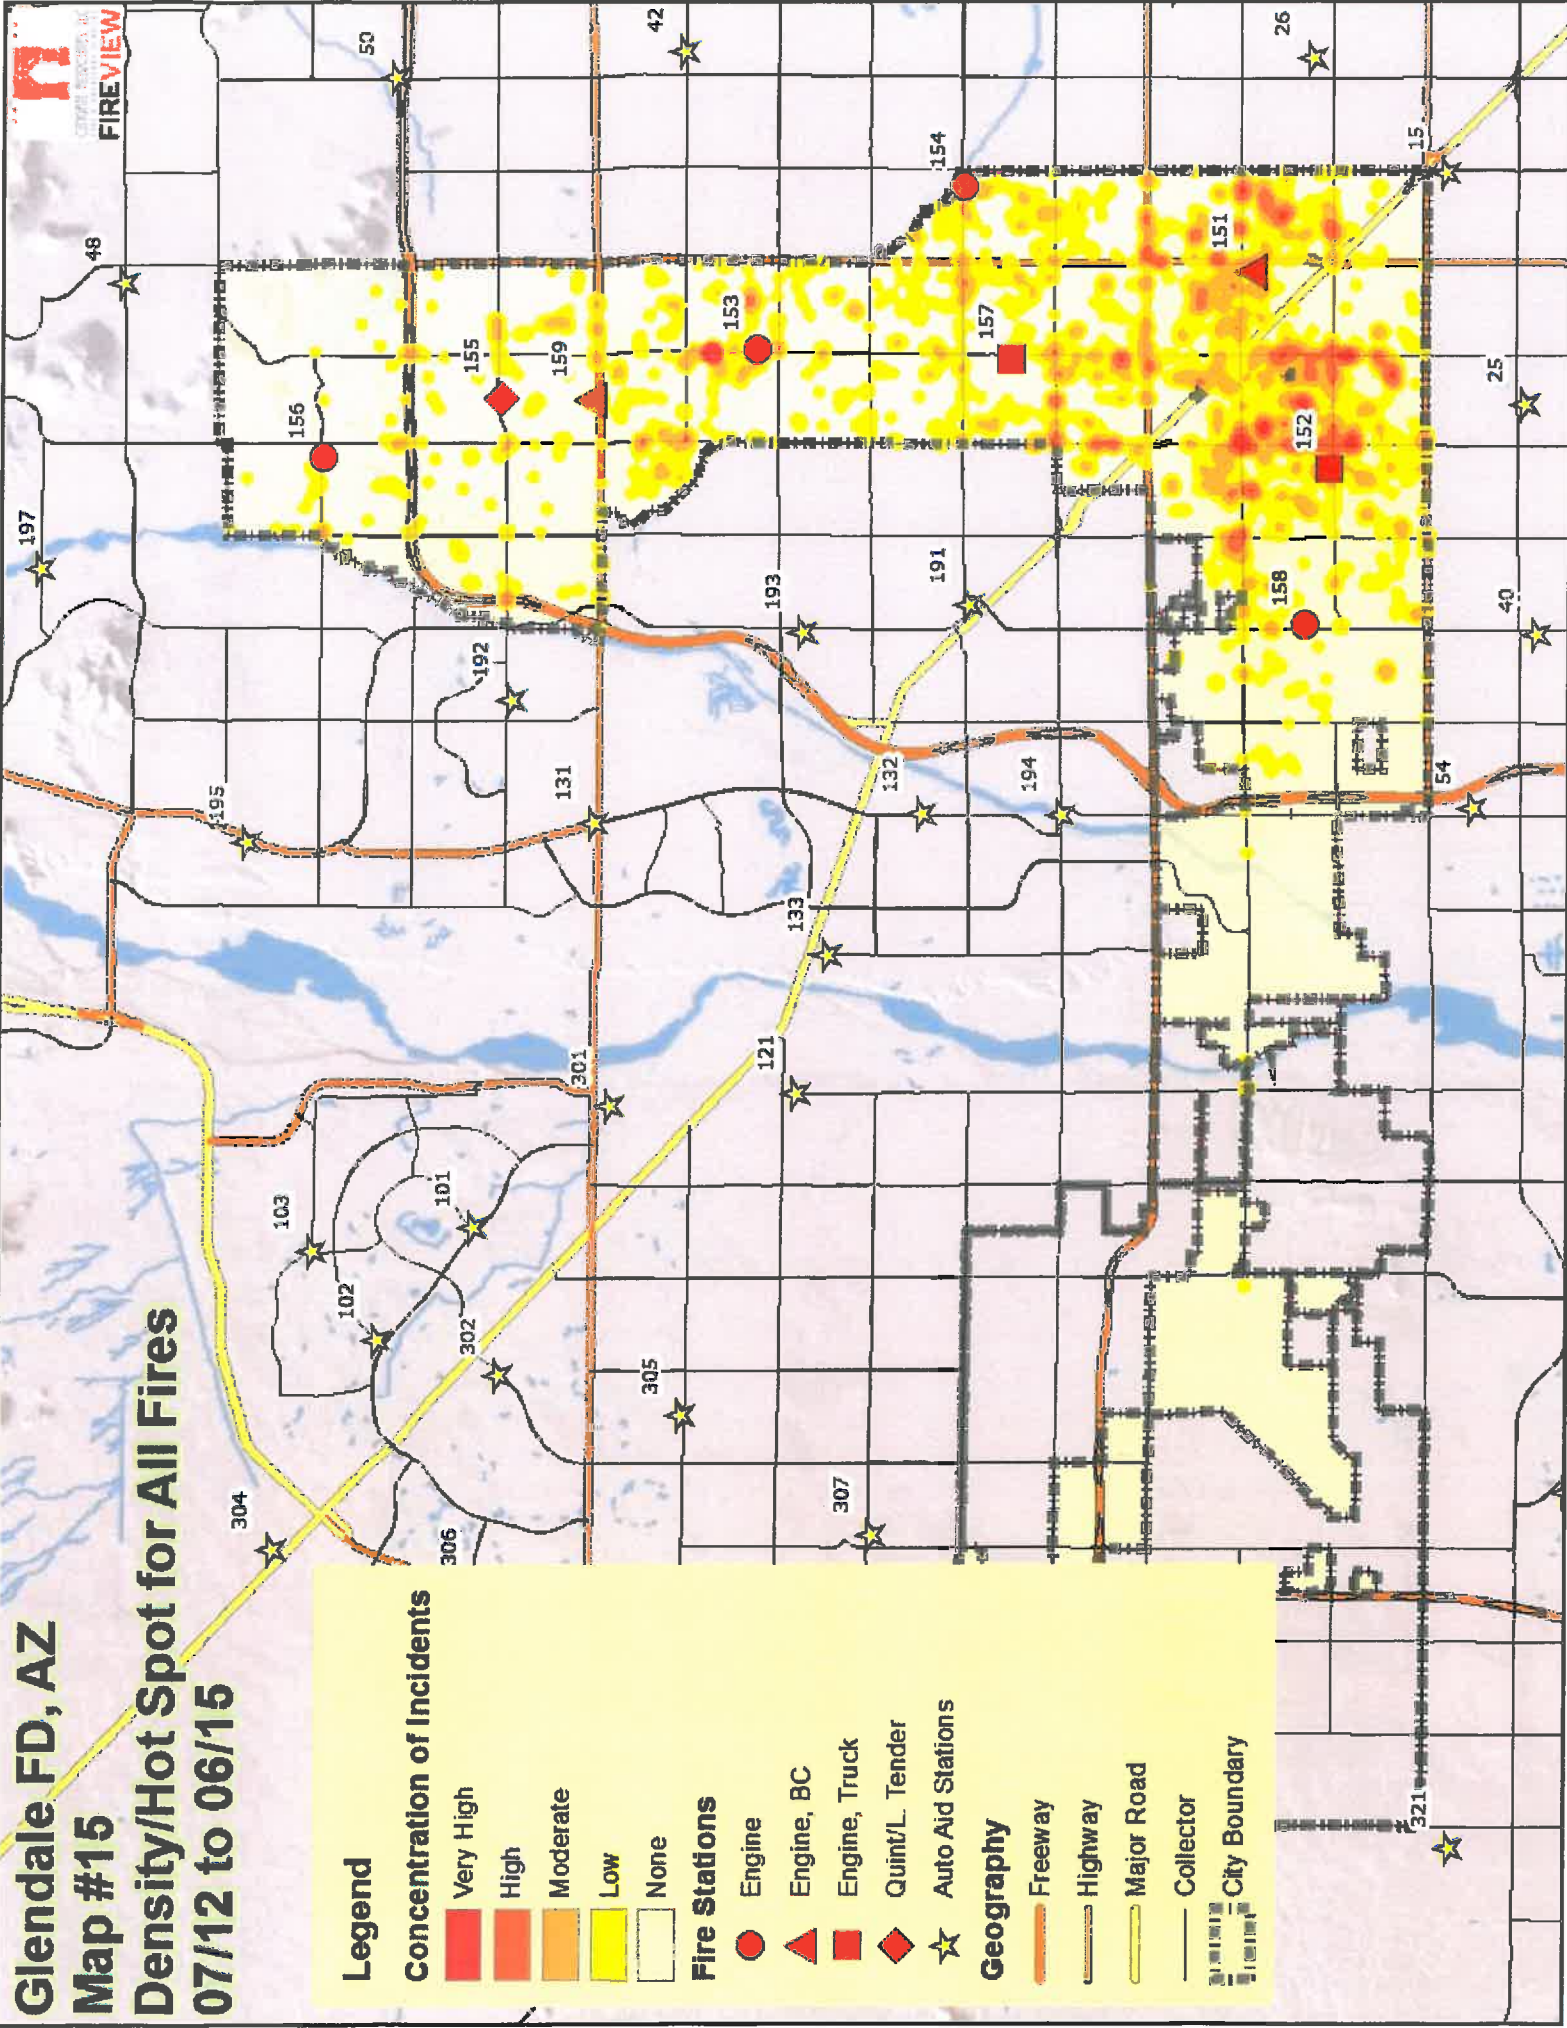 Glendale FD, AZ
Map #15
Density/Hot Spot for All Fires
07/12 to 06/15
FIREVIEW
Legend
Concentration of Incidents
Very High
High
Moderate
Low
None
Fire Stations
Engine
Engine, BC
Engine, Truck
Quint/L. Tender
Auto Aid Stations
Geography
Freeway
Highway
Major Road
Collector
City Boundary
304
306
103
102
101
302
301
305
307
321
195
131
133
121
132
194
192
193
191
197
48
50
42
26
156
155
159
153
154
157
151
152
158
15
25
40
54